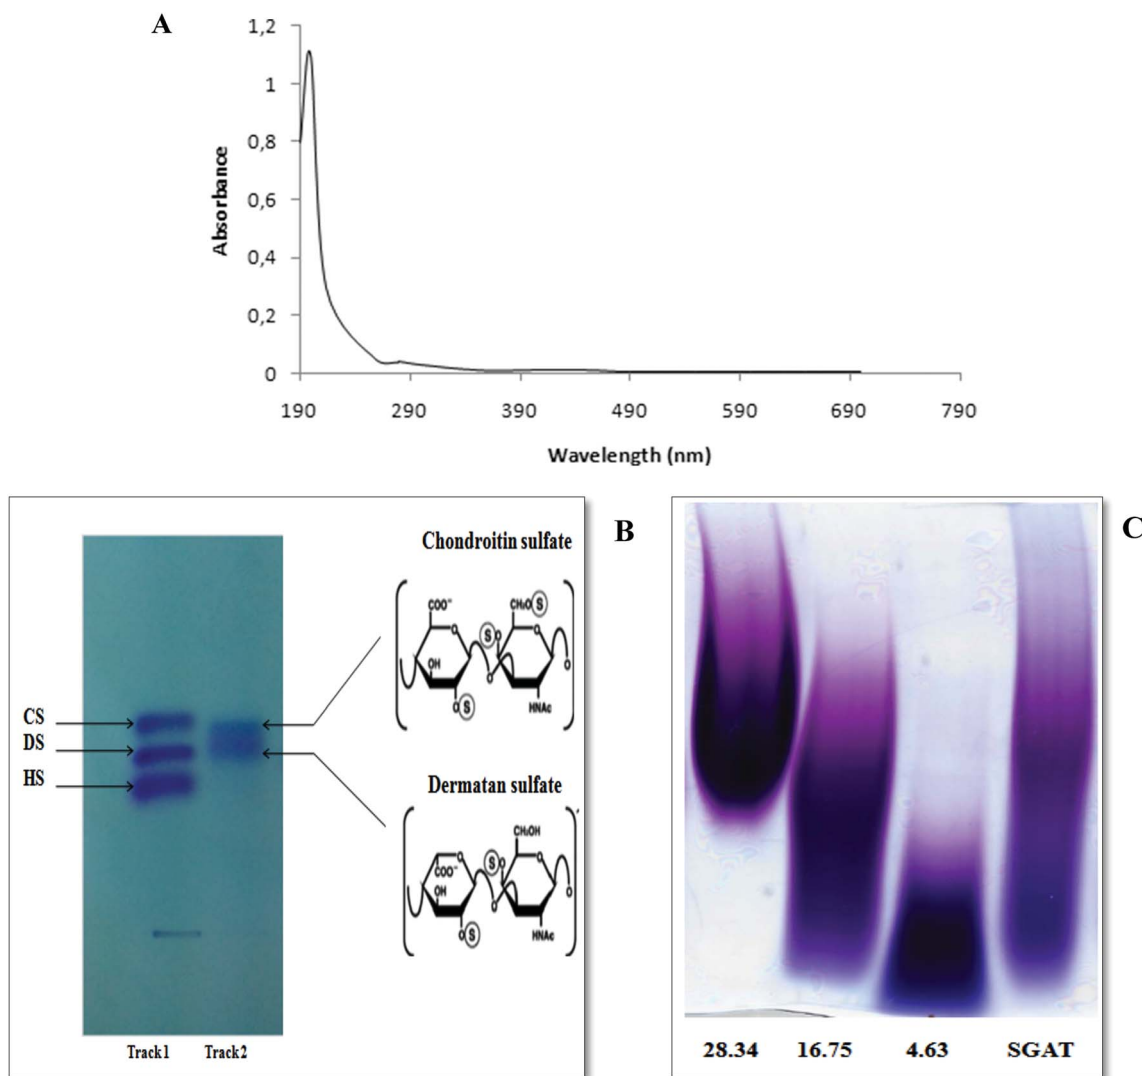 A
1,2
1
0,8
0,6
0,4
0,2
0
Absorbance
190 290 390 490 590 690 790
Wavelength (nm)
B
Chondroitin sulfate
COO⁻
CH₂O S
S O
O
OH
O S
HNAc
CS
DS
HS
Dermatan sulfate
CH₂OH
COO⁻
S O
O
OH
O S
HNAc
Track1 Track2
C
28.34 16.75 4.63 SGAT